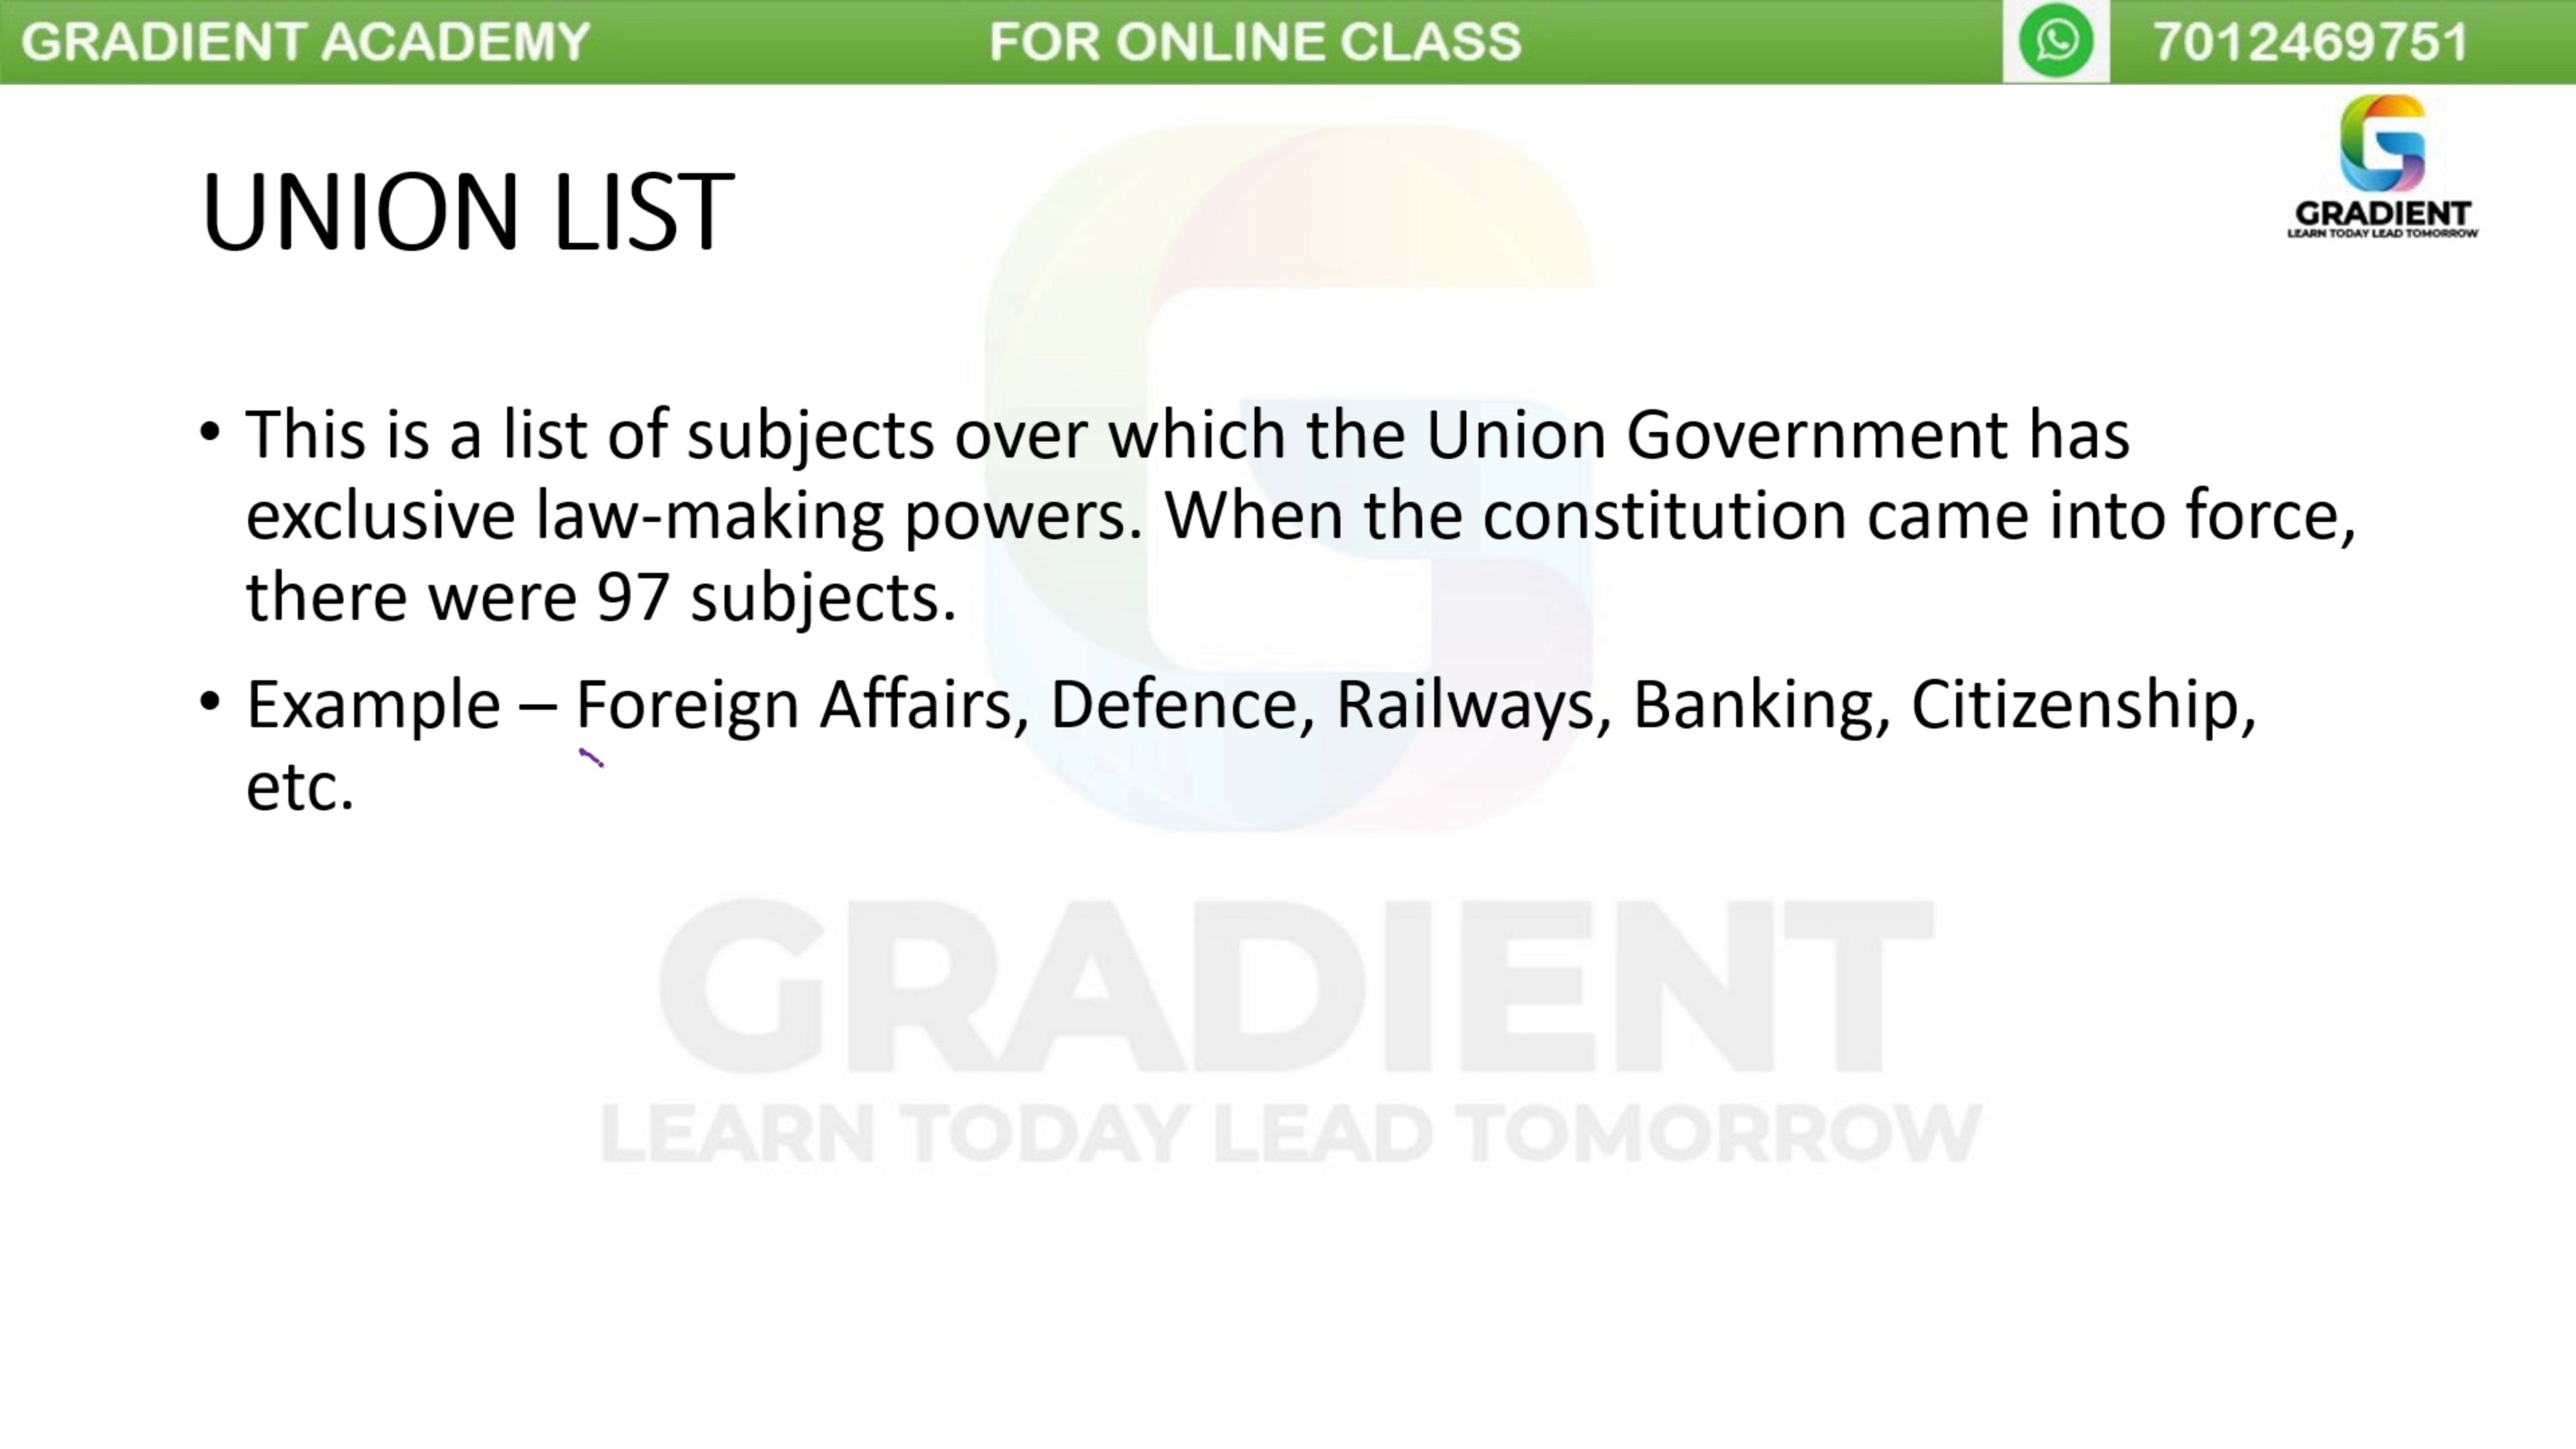 GRADIENT ACADEMY FOR ONLINE CLASS 7012469751
GRADIENT
LEARN TODAY LEAD TOMORROW
UNION LIST
• This is a list of subjects over which the Union Government has
exclusive law-making powers. When the constitution came into force,
there were 97 subjects.
• Example – Foreign Affairs, Defence, Railways, Banking, Citizenship,
etc.
GRADIENT
LEARN TODAY LEAD TOMORROW